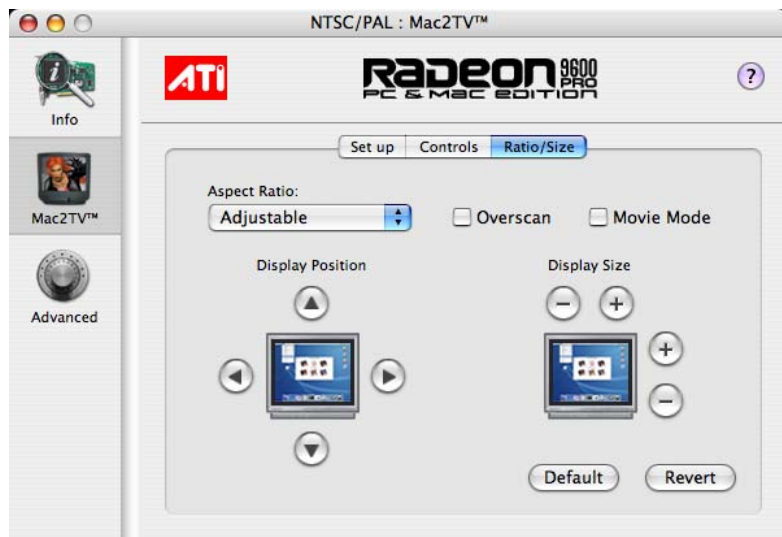 NTSC/PAL : Mac2TV™
Info
Mac2TV™
Advanced
ATI
RADEON 9600 PRO
PC & MAC EDITION
?
Set up Controls Ratio/Size
Aspect Ratio:
Adjustable
Overscan Movie Mode
Display Position Display Size
Default Revert